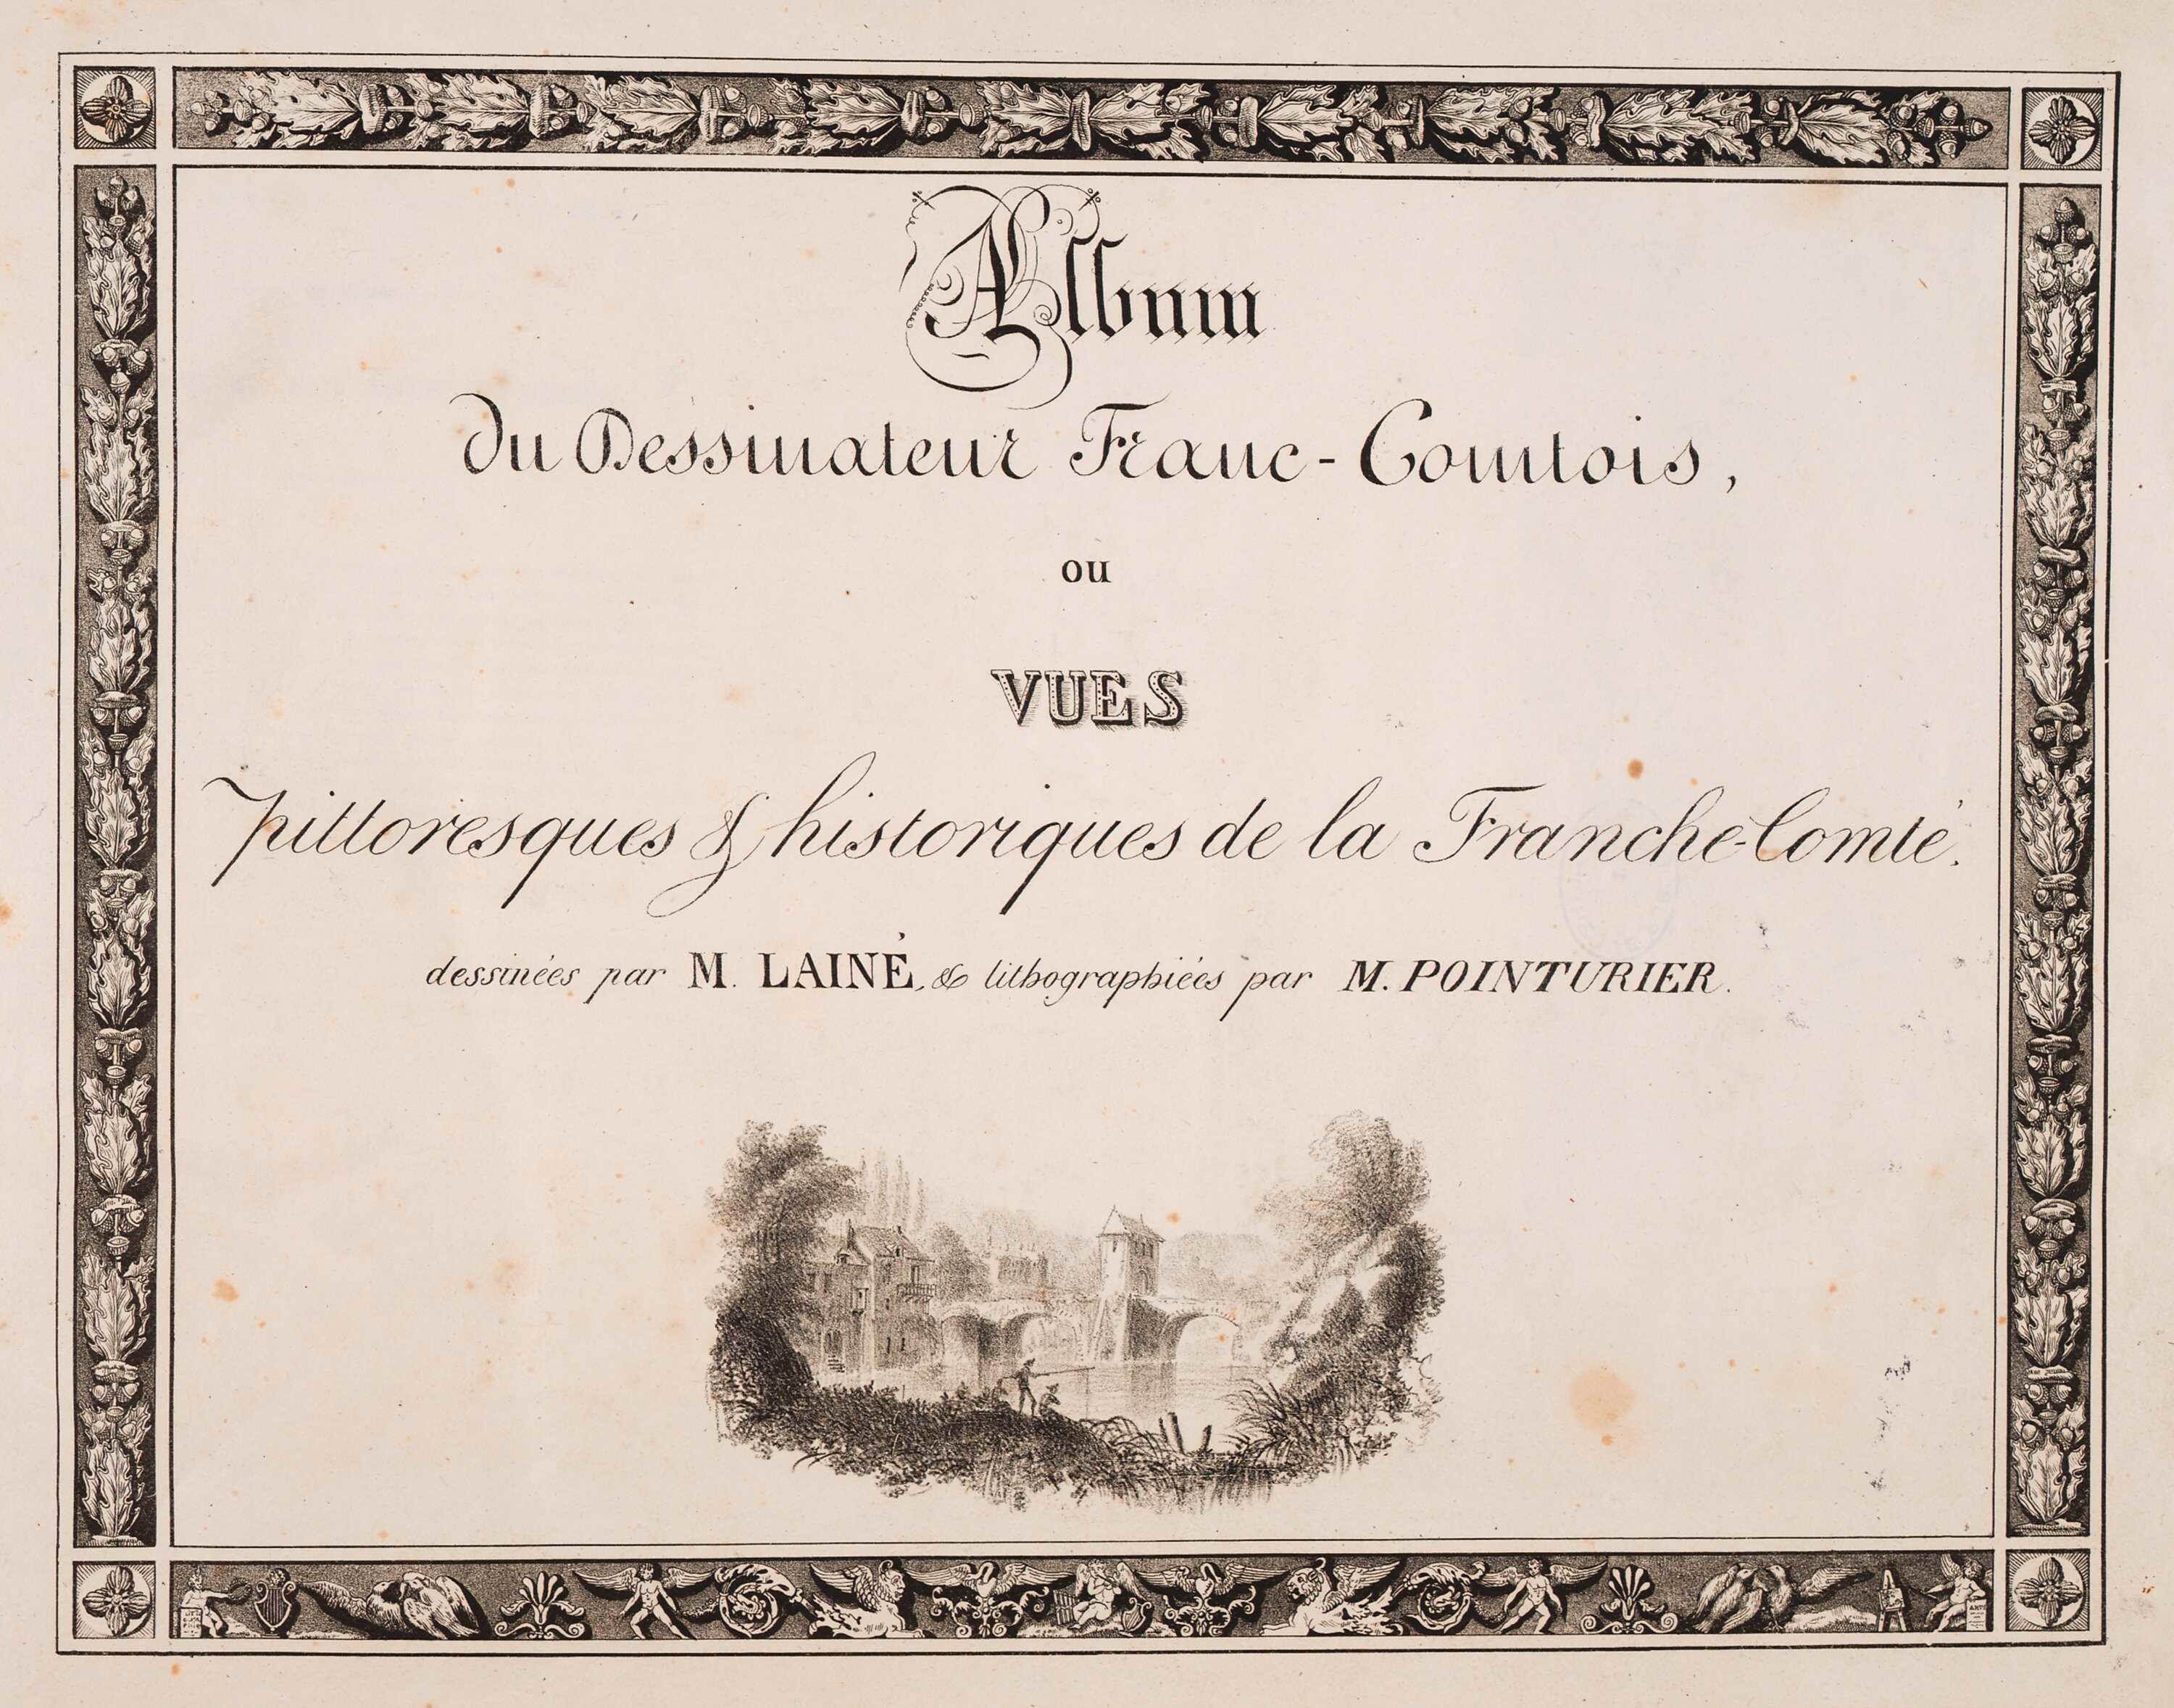 Album
du Dessinateur Franc-Comtois,
ou
VUES
pittoresques & historiques de la Franche-Comté.
dessinées par M. LAINÉ, & lithographiées par M. POINTURIER.